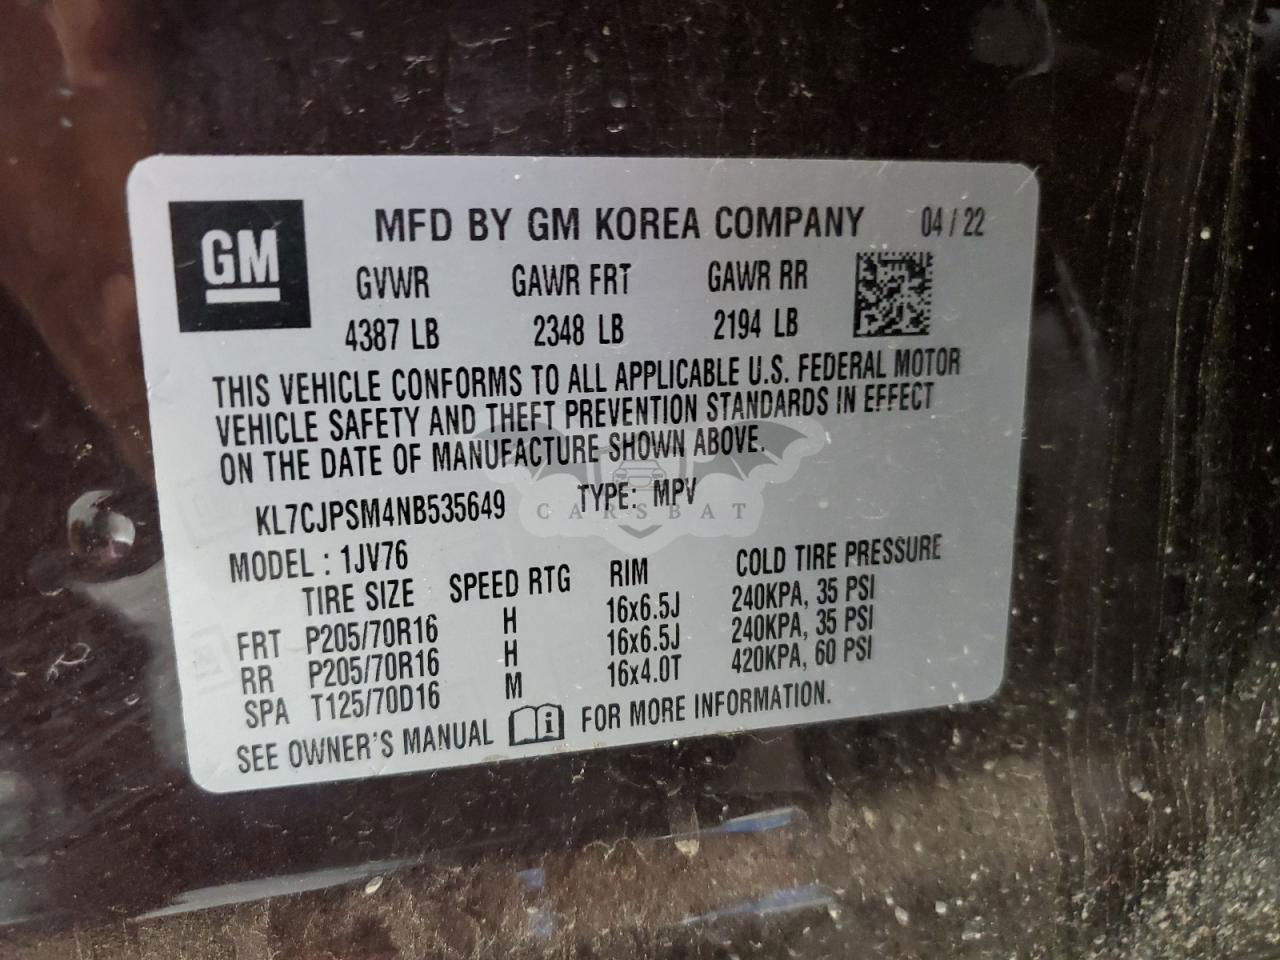 GM MFD BY GM KOREA COMPANY 04 / 22
GVWR GAWR FRT GAWR RR
4387 LB 2348 LB 2194 LB
THIS VEHICLE CONFORMS TO ALL APPLICABLE U.S. FEDERAL MOTOR
VEHICLE SAFETY AND THEFT PREVENTION STANDARDS IN EFFECT
ON THE DATE OF MANUFACTURE SHOWN ABOVE.
KL7CJPSM4NB535649 TYPE: MPV
CARSBAT
MODEL : 1JV76
TIRE SIZE SPEED RTG RIM COLD TIRE PRESSURE
FRT P205/70R16 H 16x6.5J 240KPA, 35 PSI
RR P205/70R16 H 16x6.5J 240KPA, 35 PSI
SPA T125/70D16 M 16x4.0T 420KPA, 60 PSI
SEE OWNER'S MANUAL i FOR MORE INFORMATION.